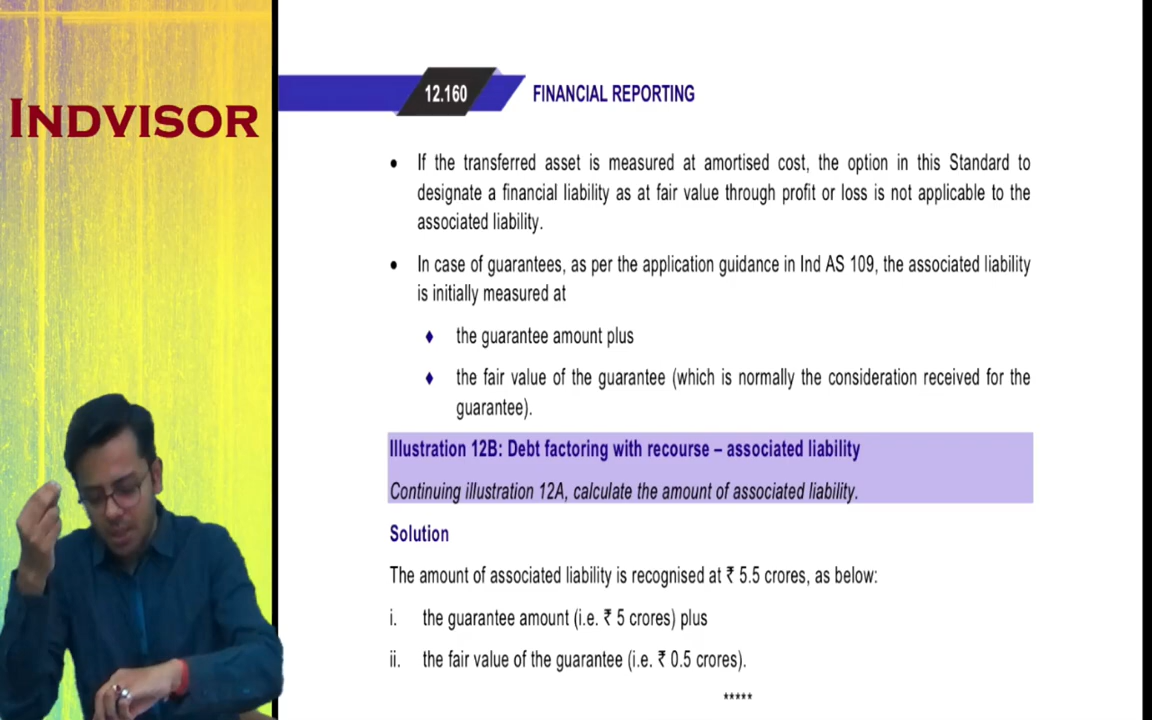 INDVISOR
12.160 FINANCIAL REPORTING
• If the transferred asset is measured at amortised cost, the option in this Standard to
designate a financial liability as at fair value through profit or loss is not applicable to the
associated liability.
• In case of guarantees, as per the application guidance in Ind AS 109, the associated liability
is initially measured at
♦ the guarantee amount plus
♦ the fair value of the guarantee (which is normally the consideration received for the
guarantee).
Illustration 12B: Debt factoring with recourse – associated liability
Continuing illustration 12A, calculate the amount of associated liability.
Solution
The amount of associated liability is recognised at ₹ 5.5 crores, as below:
i. the guarantee amount (i.e. ₹ 5 crores) plus
ii. the fair value of the guarantee (i.e. ₹ 0.5 crores).
*****